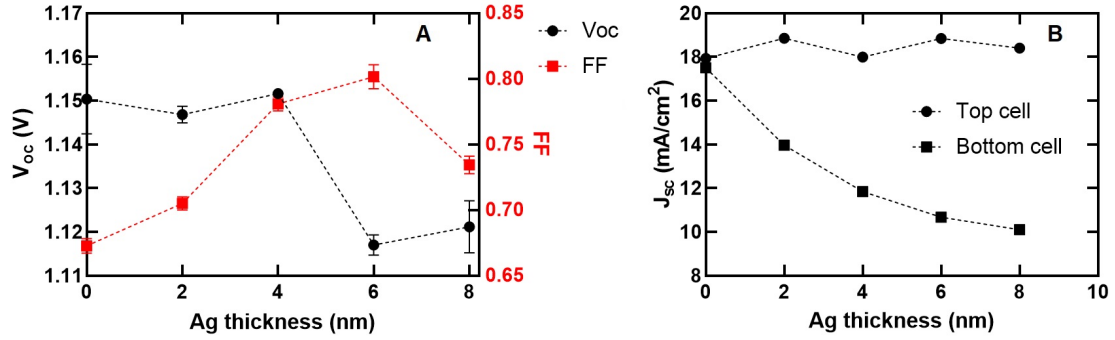 A
1.17
1.16
1.15
1.14
1.13
1.12
1.11
V_OC (V)
0.85
0.80
0.75
0.70
0.65
FF
0 2 4 6 8
Ag thickness (nm)
Voc
FF
B
20
18
16
14
12
10
8
J_SC (mA/cm²)
Top cell
Bottom cell
0 2 4 6 8 10
Ag thickness (nm)